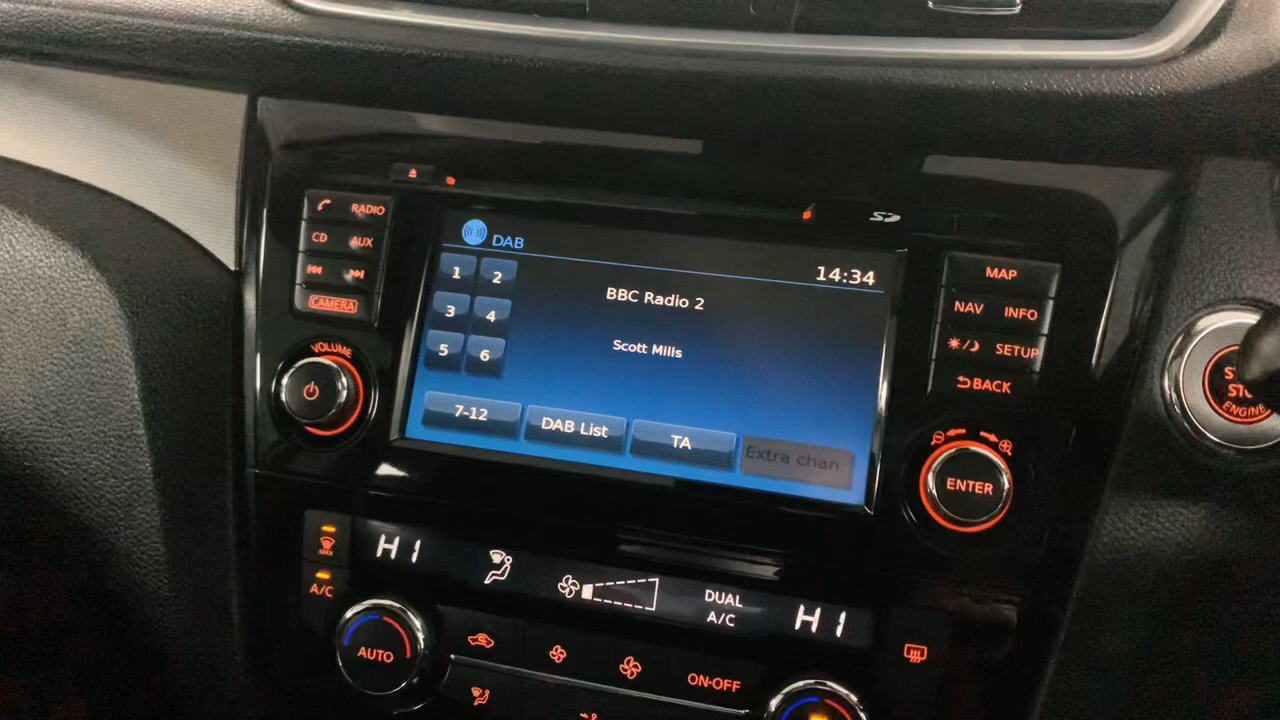 RADIO
CD AUX
CAMERA
VOLUME
DAB
14:34
1 2
3 4
5 6
BBC Radio 2
Scott Mills
7-12 DAB List TA Extra chan.
MAP
NAV INFO
SETUP
BACK
ENTER
ENGINE
MAX
A/C
HI
DUAL
A/C
HI
AUTO
ON·OFF